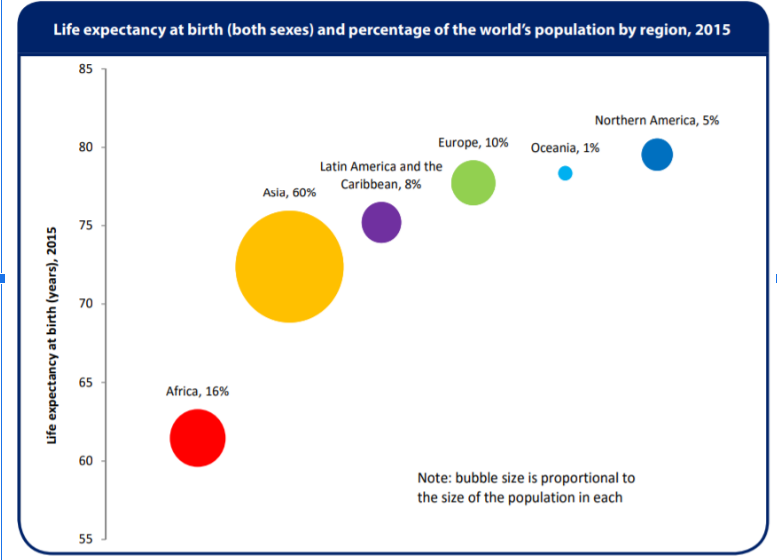 Life expectancy at birth (both sexes) and percentage of the world's population by region, 2015
85
80
75
70
65
60
55
Life expectancy at birth (years), 2015
Northern America, 5%
Europe, 10%
Oceania, 1%
Latin America and the
Caribbean, 8%
Asia, 60%
Africa, 16%
Note: bubble size is proportional to
the size of the population in each